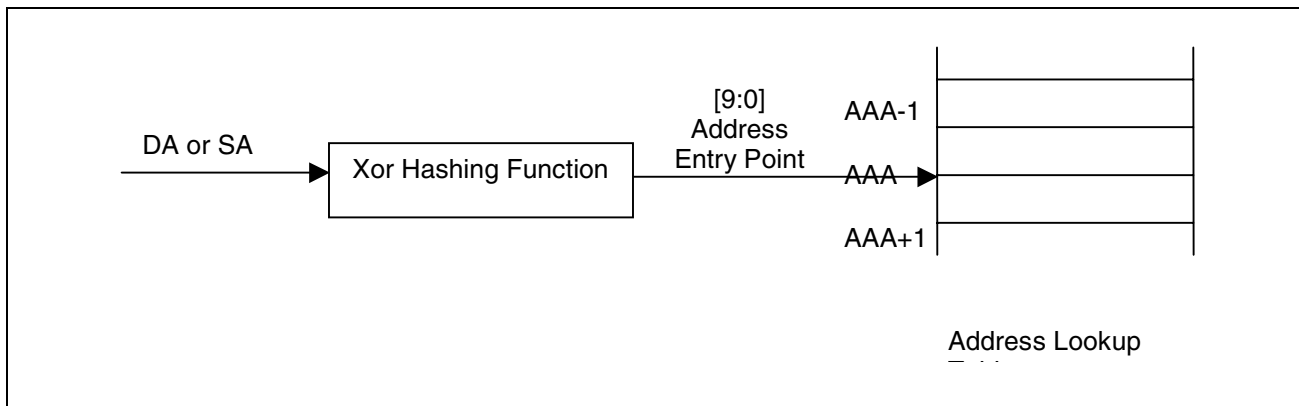 DA or SA
Xor Hashing Function
[9:0]
Address
Entry Point
AAA-1
AAA
AAA+1
Address Lookup